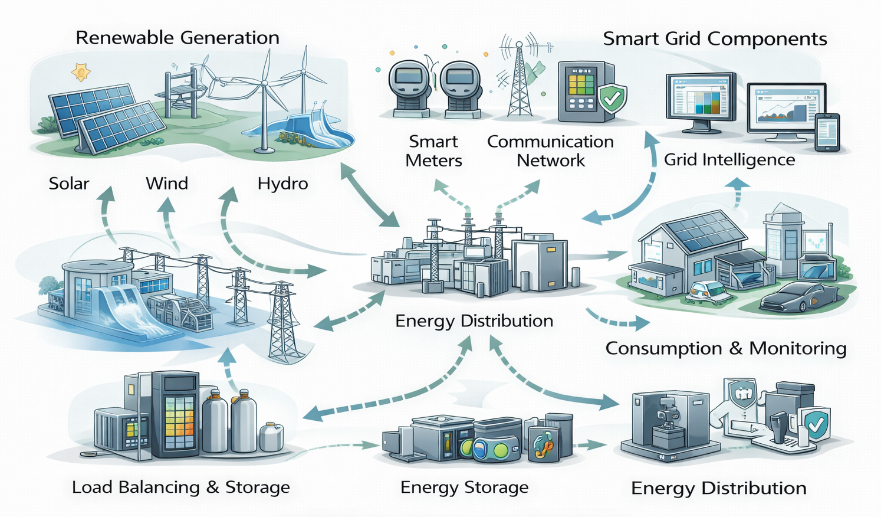 Renewable Generation
Smart Grid Components
Smart
Meters
Communication
Network
Grid Intelligence
Solar
Wind
Hydro
Energy Distribution
Consumption & Monitoring
Load Balancing & Storage
Energy Storage
Energy Distribution